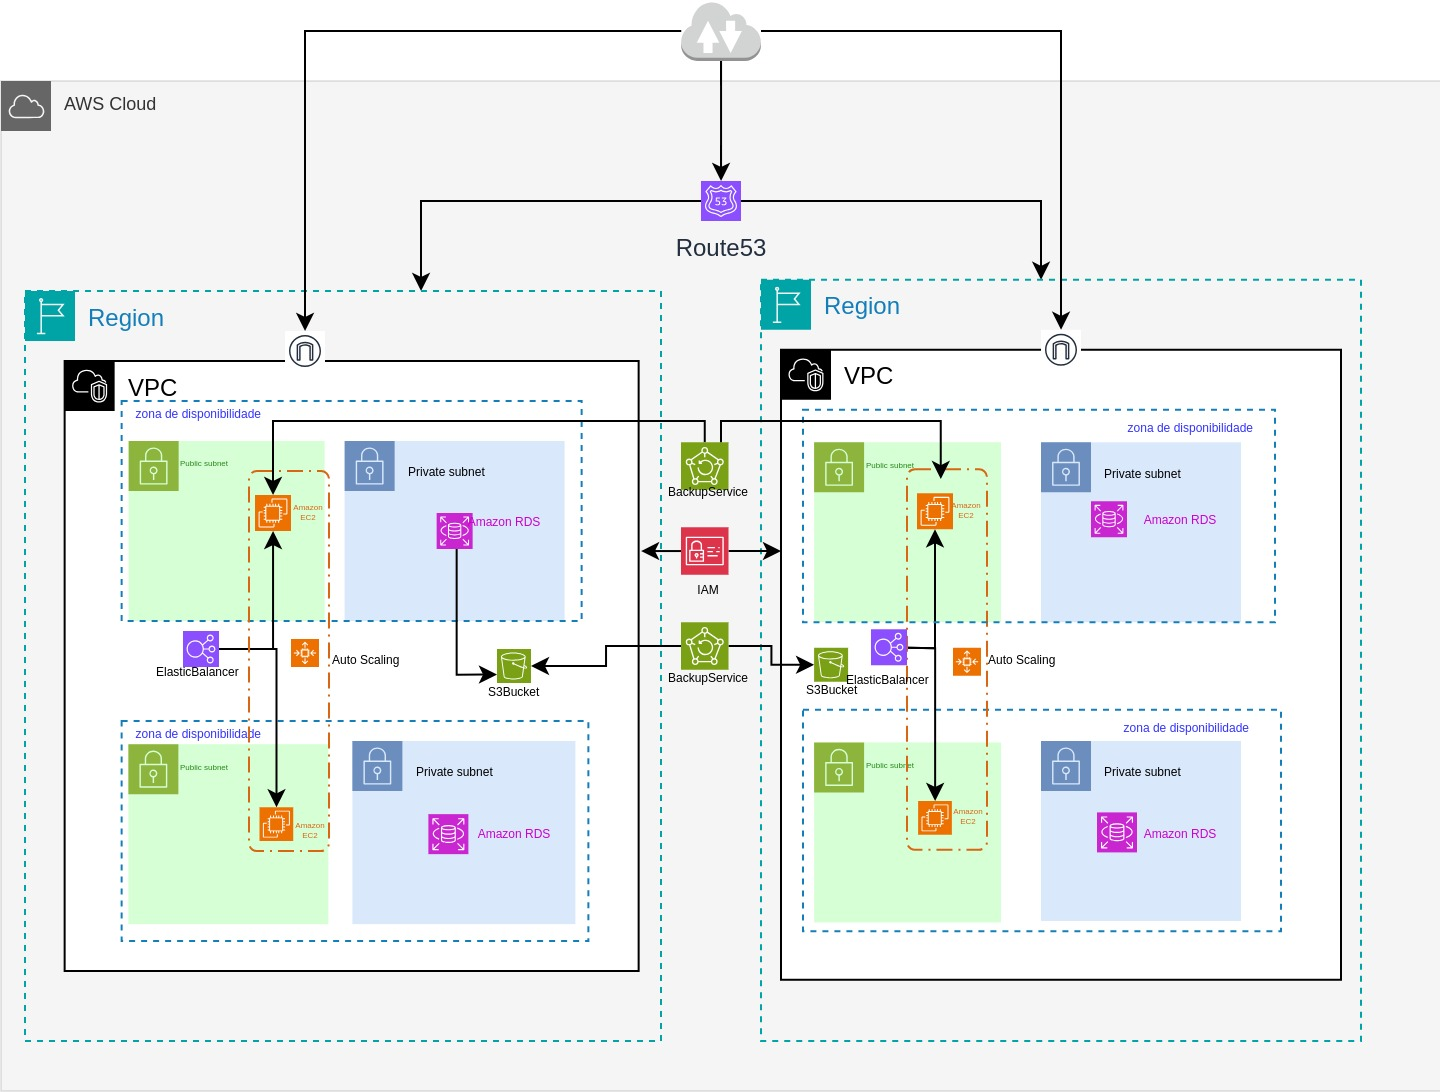 AWS Cloud
53
Route53
Region
Region
VPC
VPC
zona de disponibilidade
zona de disponibilidade
Public subnet
Private subnet
Public subnet
Private subnet
BackupService
Amazon
EC2
Amazon RDS
Amazon
EC2
Amazon RDS
IAM
ElasticBalancer
Auto Scaling
S3Bucket
BackupService
S3Bucket
ElasticBalancer
Auto Scaling
zona de disponibilidade
zona de disponibilidade
Public subnet
Private subnet
Public subnet
Private subnet
Amazon
EC2
Amazon RDS
Amazon
EC2
Amazon RDS